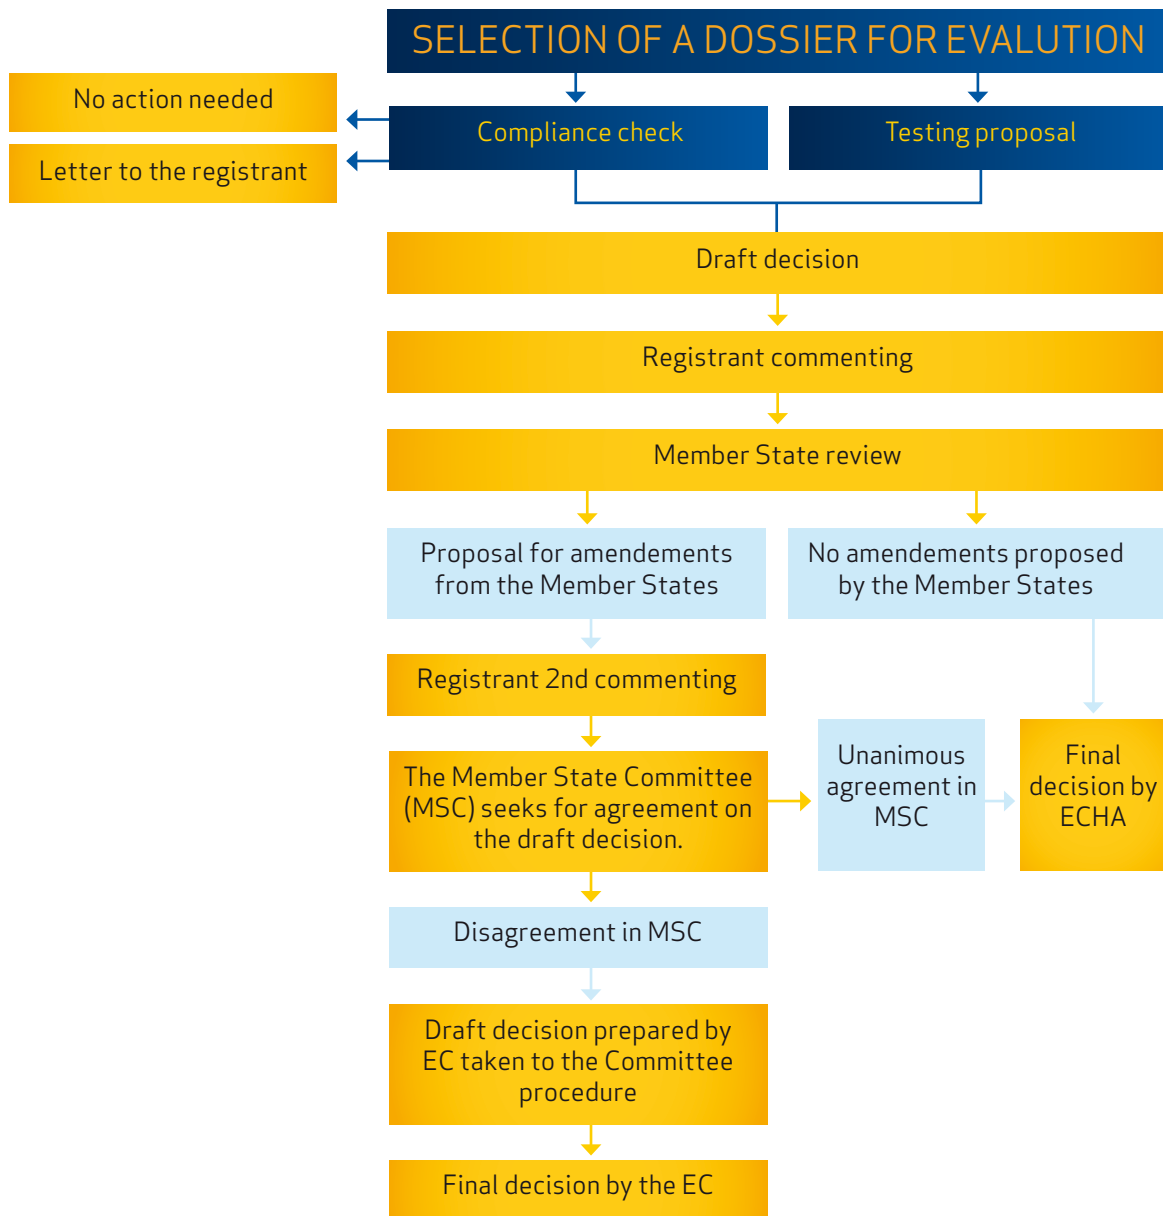 SELECTION OF A DOSSIER FOR EVALUTION
No action needed
Letter to the registrant
Compliance check
Testing proposal
Draft decision
Registrant commenting
Member State review
Proposal for amendements
from the Member States
No amendements proposed
by the Member States
Registrant 2nd commenting
The Member State Committee
(MSC) seeks for agreement on
the draft decision.
Unanimous
agreement in
MSC
Final
decision by
ECHA
Disagreement in MSC
Draft decision prepared by
EC taken to the Committee
procedure
Final decision by the EC